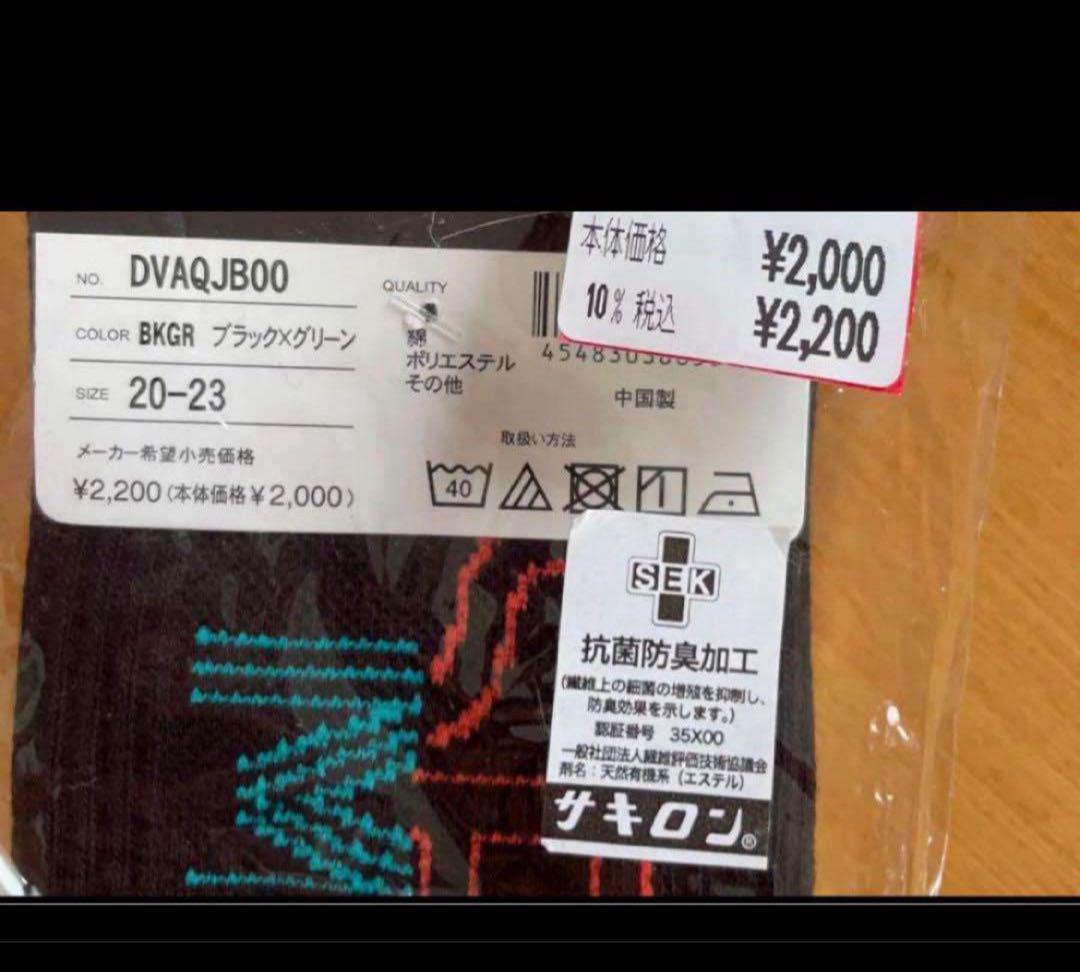 NO. DVAQJB00
COLOR BKGR ブラック×グリーン
SIZE 20-23
メーカー希望小売価格
¥2,200(本体価格¥2,000)
QUALITY
綿
ポリエステル
その他
中国製
取扱い方法
40
本体価格 ¥2,000
10% 税込 ¥2,200
SEK
抗菌防臭加工
(繊維上の細菌の増殖を抑制し、
防臭効果を示します。)
認証番号 35X00
一般社団法人繊維評価技術協議会
剤名:天然有機系(エステル)
サキロン®